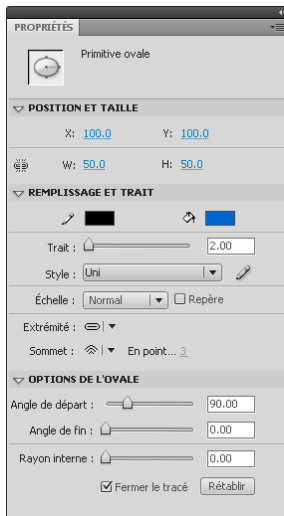 PROPRIÉTÉS
Primitive ovale
POSITION ET TAILLE
X: 100.0 Y: 100.0
W: 50.0 H: 50.0
REMPLISSAGE ET TRAIT
Trait : 2.00
Style : Uni
Échelle : Normal Repère
Extrémité :
Sommet : En point... 3
OPTIONS DE L'OVALE
Angle de départ : 90.00
Angle de fin : 0.00
Rayon interne : 0.00
Fermer le tracé Rétablir